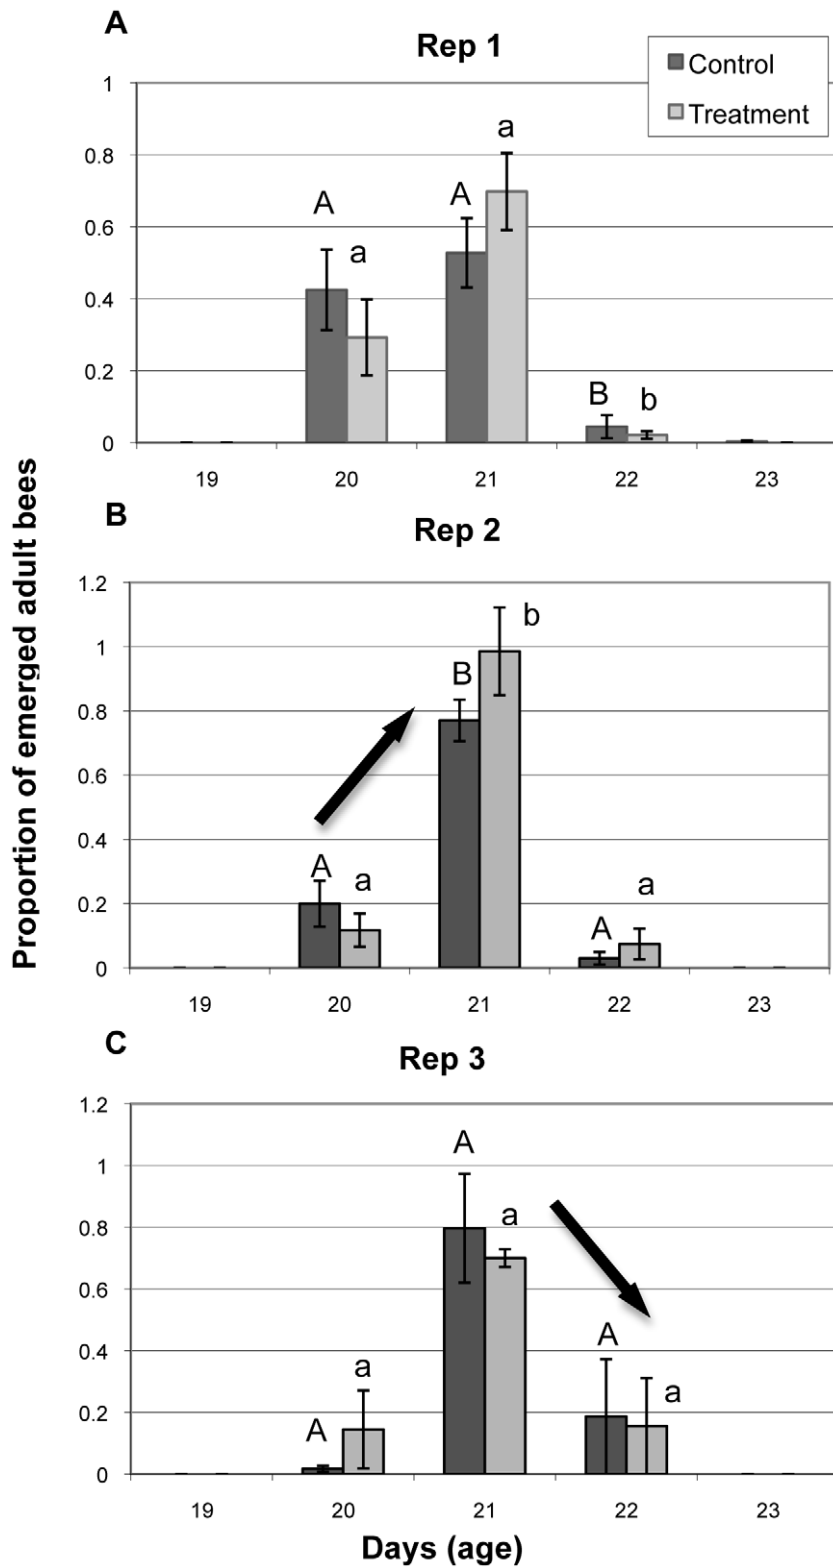 A
Rep 1
Control
Treatment
1
0.8
0.6
0.4
0.2
0
A
a
A
a
B
b
19 20 21 22 23
B
Rep 2
1.2
1
0.8
0.6
0.4
0.2
0
A
a
B
b
A
a
19 20 21 22 23
C
Rep 3
1.2
1
0.8
0.6
0.4
0.2
0
A
a
A
a
A
a
19 20 21 22 23
Days (age)
Proportion of emerged adult bees